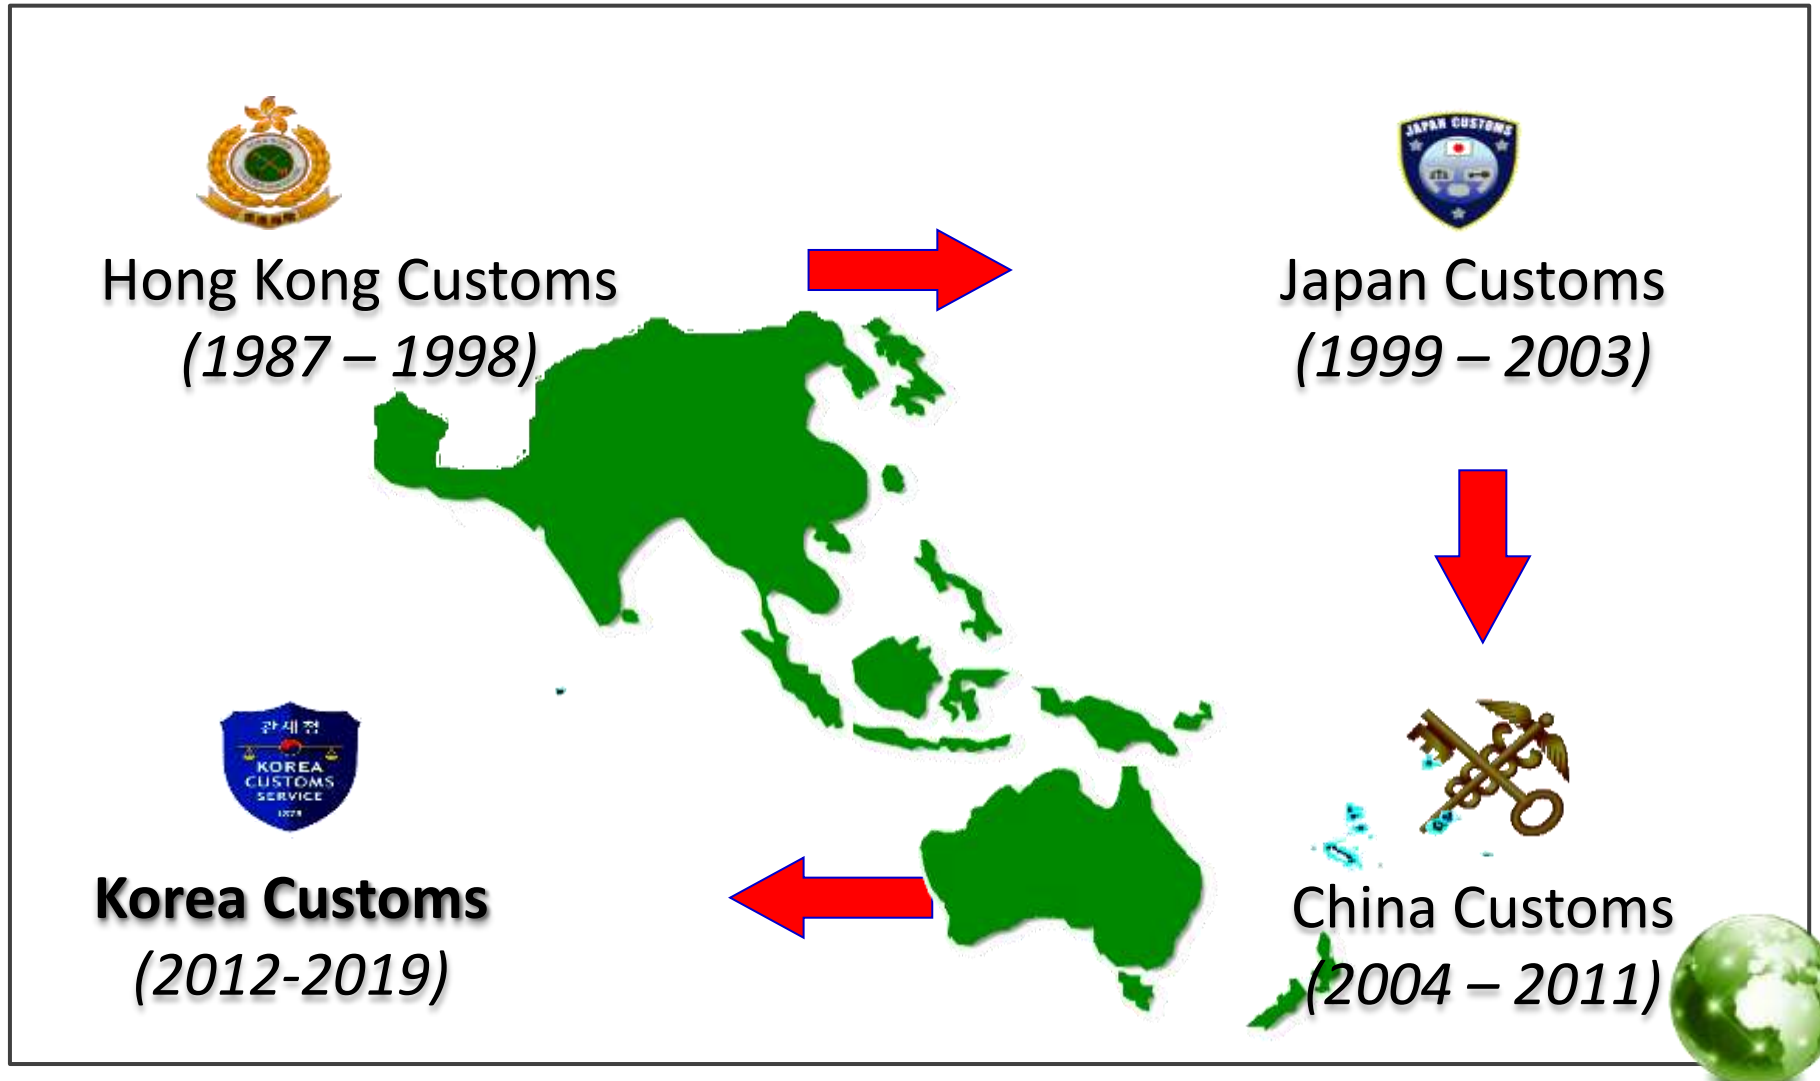 Hong Kong Customs
(1987 – 1998)
JAPAN CUSTOMS
Japan Customs
(1999 – 2003)
관세청
KOREA
CUSTOMS
SERVICE
Korea Customs
(2012-2019)
China Customs
(2004 – 2011)